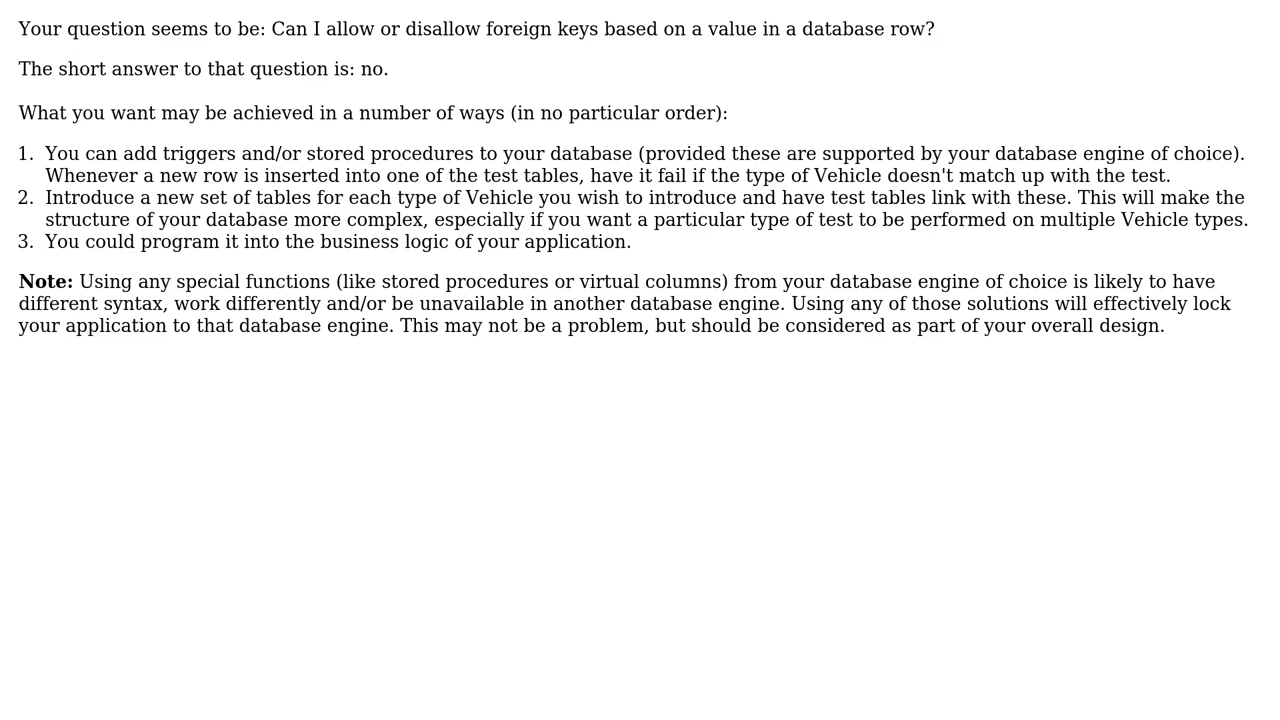 Your question seems to be: Can I allow or disallow foreign keys based on a value in a database row?
The short answer to that question is: no.
What you want may be achieved in a number of ways (in no particular order):
1. You can add triggers and/or stored procedures to your database (provided these are supported by your database engine of choice).
Whenever a new row is inserted into one of the test tables, have it fail if the type of Vehicle doesn't match up with the test.
2. Introduce a new set of tables for each type of Vehicle you wish to introduce and have test tables link with these. This will make the
structure of your database more complex, especially if you want a particular type of test to be performed on multiple Vehicle types.
3. You could program it into the business logic of your application.
Note: Using any special functions (like stored procedures or virtual columns) from your database engine of choice is likely to have
different syntax, work differently and/or be unavailable in another database engine. Using any of those solutions will effectively lock
your application to that database engine. This may not be a problem, but should be considered as part of your overall design.